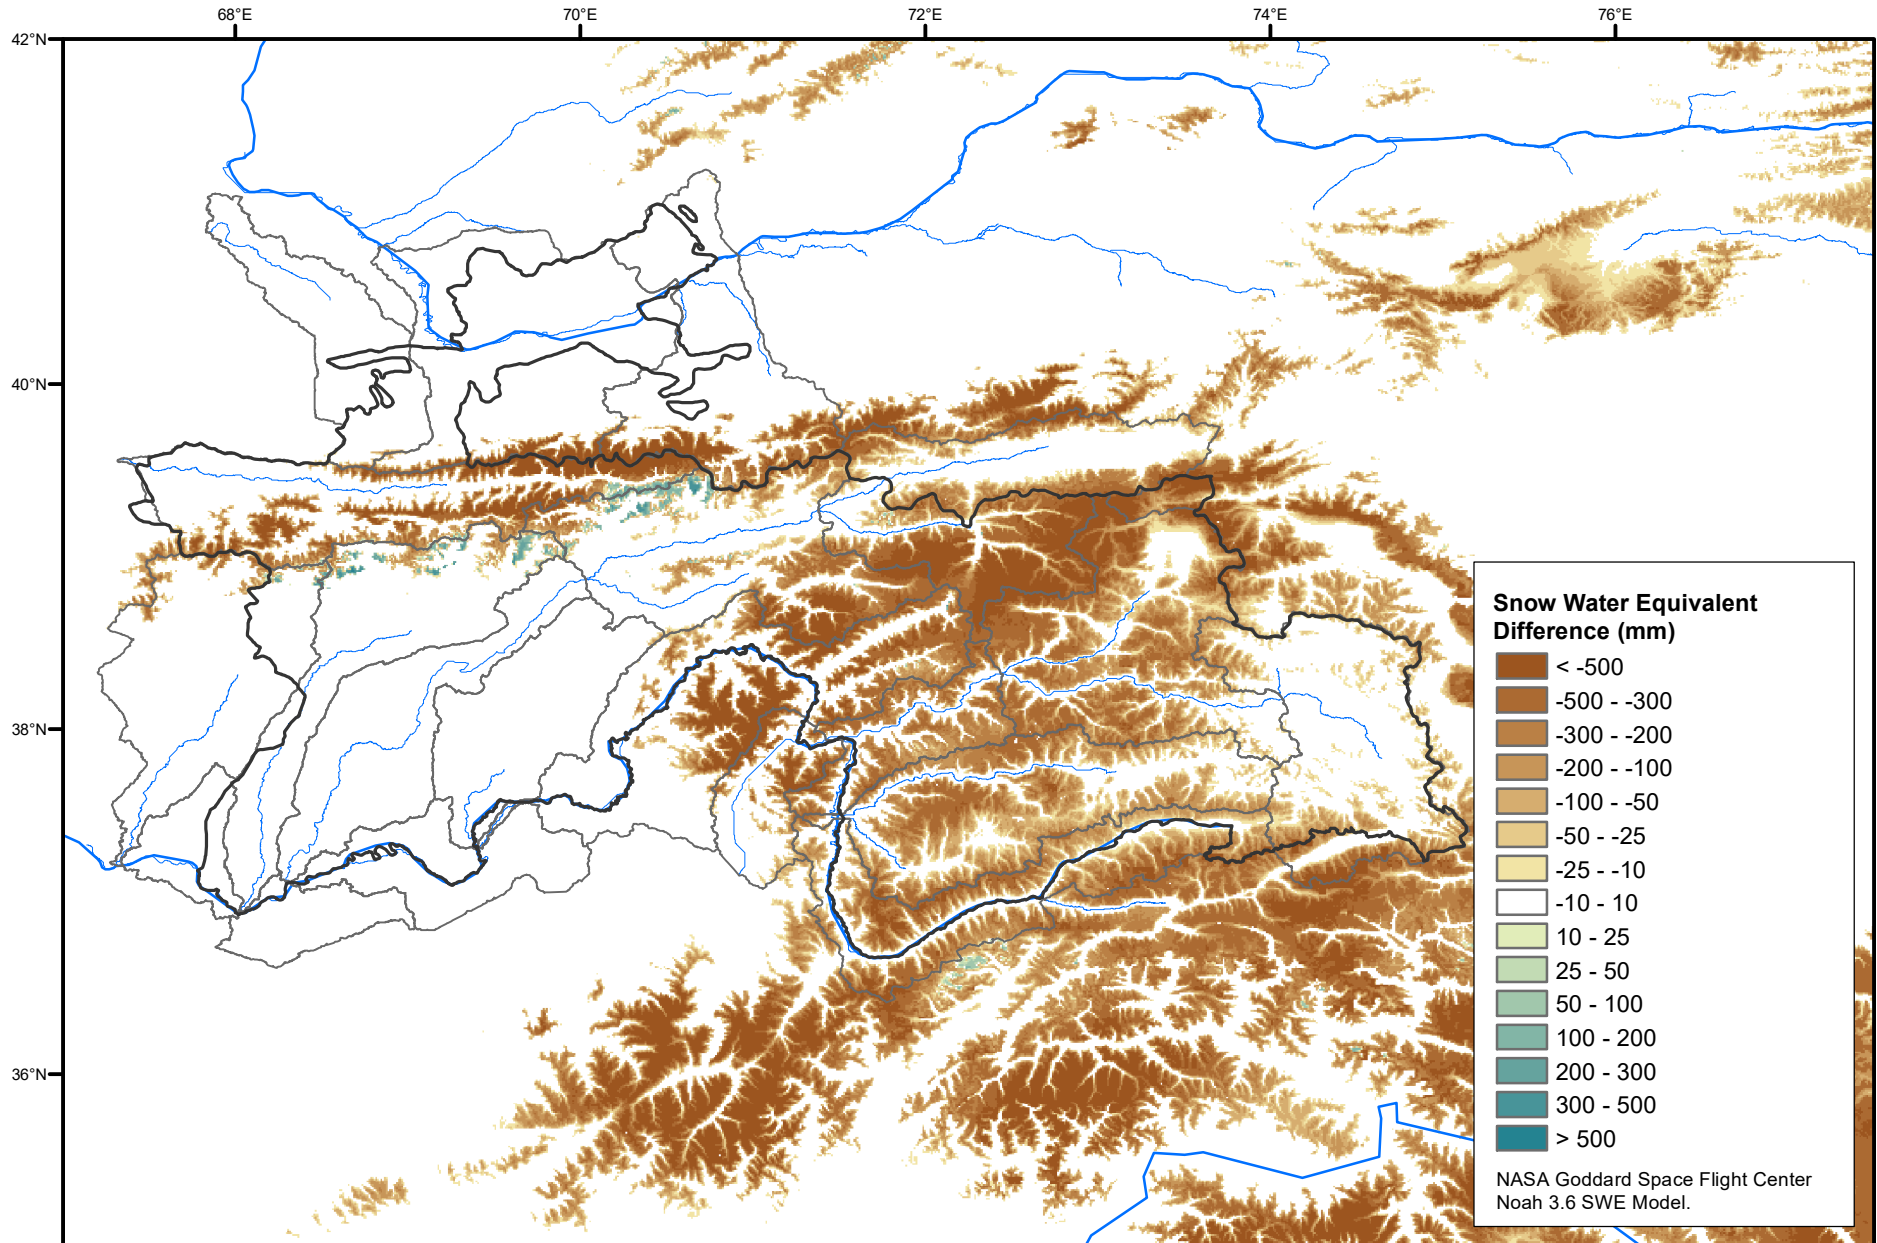 68°E
70°E
72°E
74°E
76°E
42°N
40°N
38°N
36°N
Snow Water Equivalent
Difference (mm)
< -500
-500 - -300
-300 - -200
-200 - -100
-100 - -50
-50 - -25
-25 - -10
-10 - 10
10 - 25
25 - 50
50 - 100
100 - 200
200 - 300
300 - 500
> 500
NASA Goddard Space Flight Center
Noah 3.6 SWE Model.